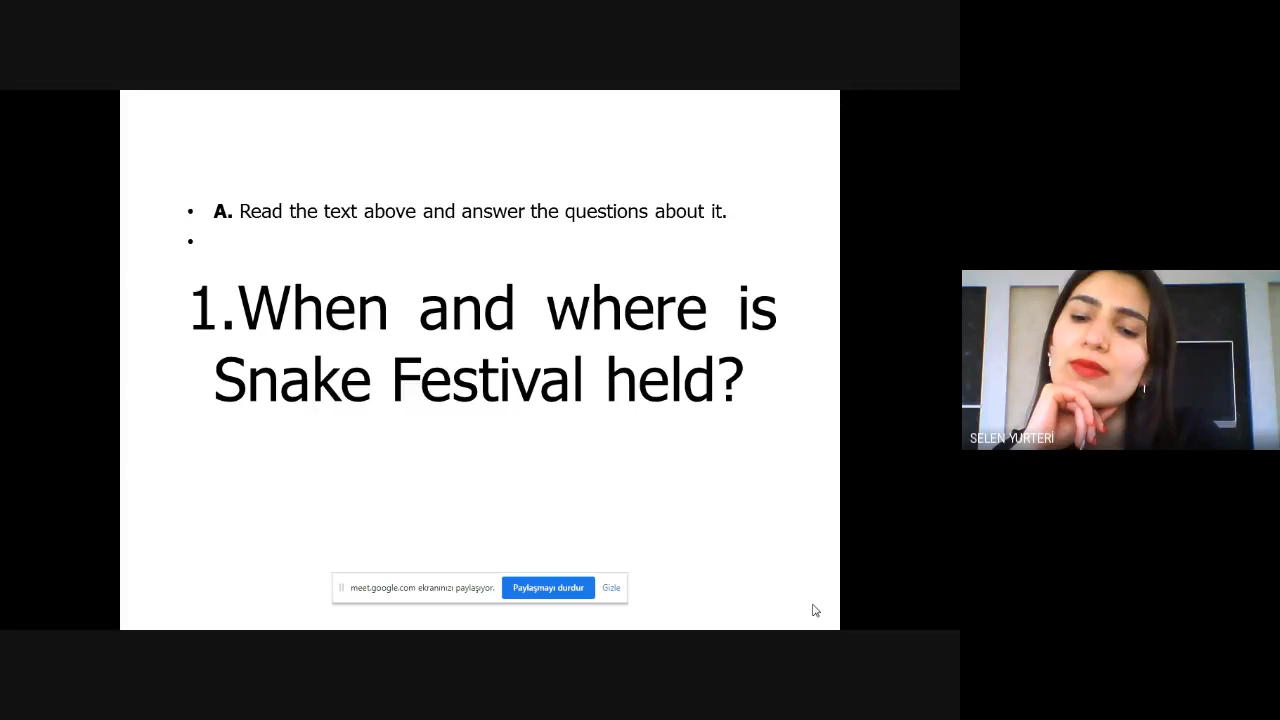 • A. Read the text above and answer the questions about it.
•
1.When and where is
Snake Festival held?
meet.google.com ekranınızı paylaşıyor. Paylaşmayı durdur Gizle
SELEN YURTERİ